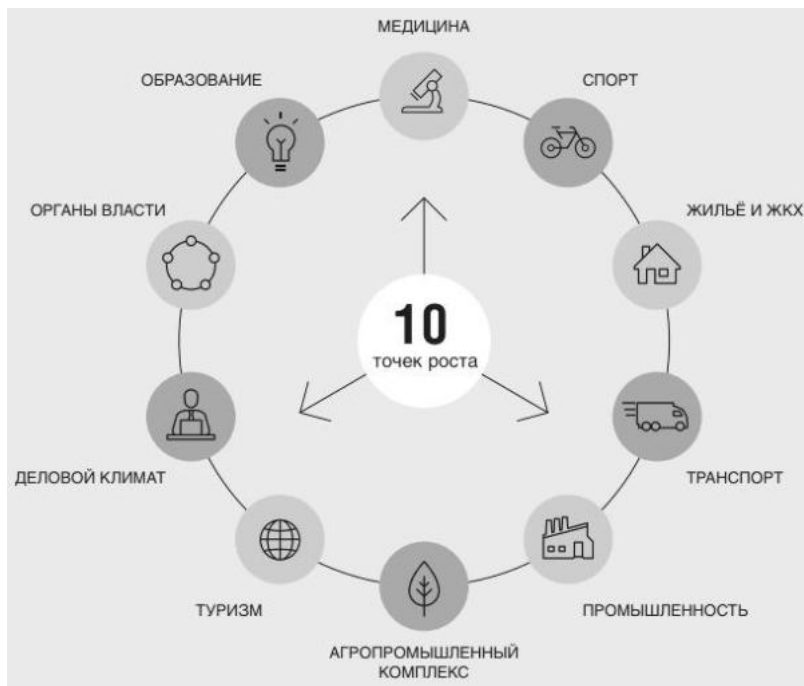 МЕДИЦИНА
ОБРАЗОВАНИЕ
СПОРТ
ОРГАНЫ ВЛАСТИ
ЖИЛЬЁ И ЖКХ
10
точек роста
ДЕЛОВОЙ КЛИМАТ
ТРАНСПОРТ
ТУРИЗМ
ПРОМЫШЛЕННОСТЬ
АГРОПРОМЫШЛЕННЫЙ
КОМПЛЕКС